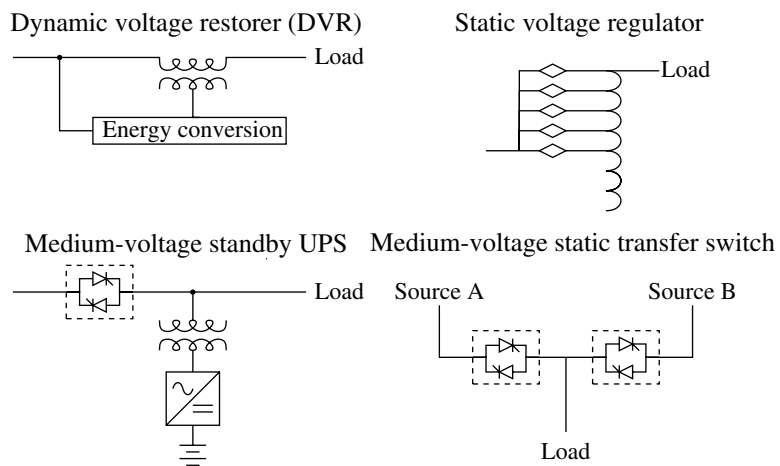 Dynamic voltage restorer (DVR)
Load
Energy conversion
Static voltage regulator
Load
Medium-voltage standby UPS
Load
Medium-voltage static transfer switch
Source A
Source B
Load